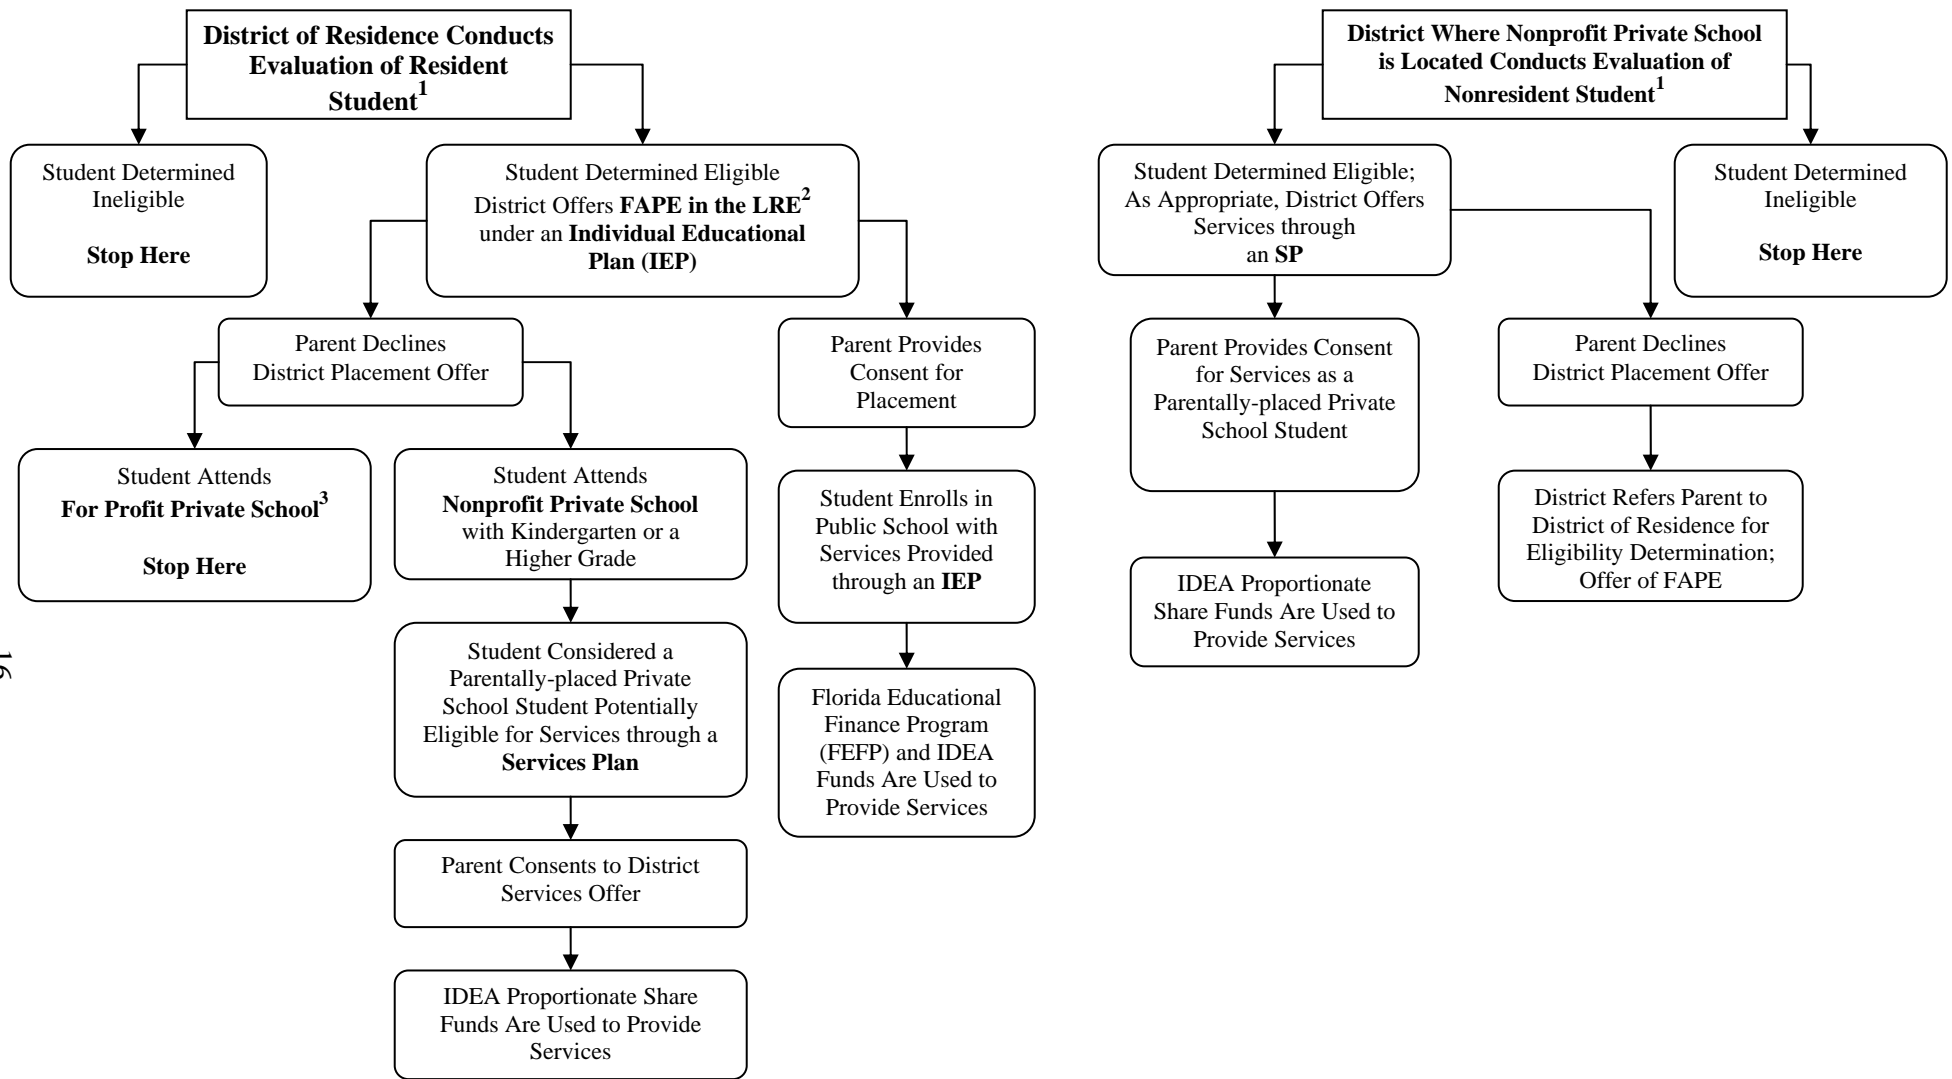 District of Residence Conducts
Evaluation of Resident
Student1
Student Determined
Ineligible
Stop Here
Student Determined Eligible
District Offers FAPE in the LRE2
under an Individual Educational
Plan (IEP)
Parent Declines
District Placement Offer
Parent Provides
Consent for
Placement
Student Attends
For Profit Private School3
Stop Here
Student Attends
Nonprofit Private School
with Kindergarten or a
Higher Grade
Student Enrolls in
Public School with
Services Provided
through an IEP
Student Considered a
Parentally-placed Private
School Student Potentially
Eligible for Services through a
Services Plan
Florida Educational
Finance Program
(FEFP) and IDEA
Funds Are Used to
Provide Services
Parent Consents to District
Services Offer
IDEA Proportionate Share
Funds Are Used to Provide
Services
District Where Nonprofit Private School
is Located Conducts Evaluation of
Nonresident Student1
Student Determined Eligible;
As Appropriate, District Offers
Services through
an SP
Student Determined
Ineligible
Stop Here
Parent Provides Consent
for Services as a
Parentally-placed Private
School Student
Parent Declines
District Placement Offer
IDEA Proportionate
Share Funds Are Used to
Provide Services
District Refers Parent to
District of Residence for
Eligibility Determination;
Offer of FAPE
16